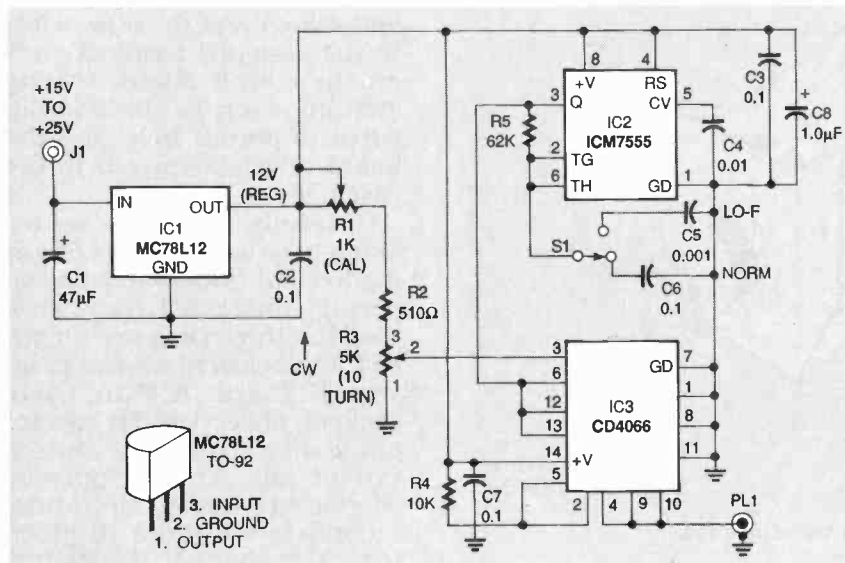 +15V
TO
+25V
J1
IN
OUT
IC1
MC78L12
GND
+
C1
47µF
12V
(REG)
R1
1K
(CAL)
C2
0.1
R2
510Ω
CW
R3
5K
(10
TURN)
3
2
1
MC78L12
TO-92
3. INPUT
2. GROUND
1. OUTPUT
8
4
+V
RS
3
Q
CV
5
IC2
ICM7555
R5
62K
2
TG
6
TH
GD
1
C3
0.1
+
C8
1.0µF
C4
0.01
S1
C5
0.001
LO-F
C6
0.1
NORM
3
6
12
13
14
+V
5
GD
7
1
8
11
IC3
CD4066
2
4
9
10
R4
10K
C7
0.1
PL1